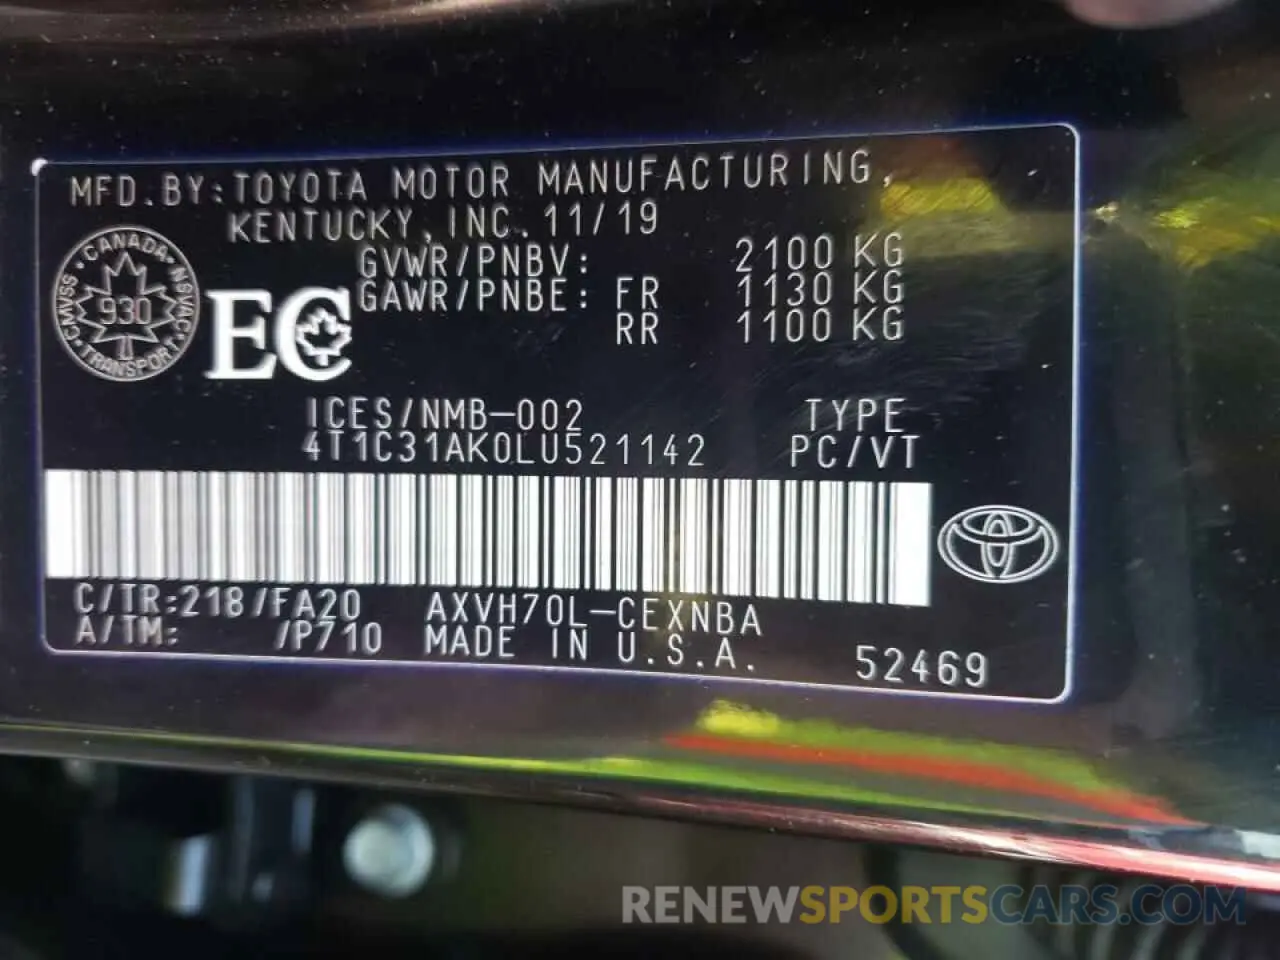 MFD.BY:TOYOTA MOTOR MANUFACTURING,
KENTUCKY, INC. 11/19
GVWR/PNBV: 2100 KG
GAWR/PNBE: FR 1130 KG
RR 1100 KG
CANADA
CMVSS 930 NSVAC
TRANSPORT
EC
ICES/NMB-002 TYPE
4T1C31AK0LU521142 PC/VT
C/TR:218/FA20 AXVH70L-CEXNBA
A/TM: /P710 MADE IN U.S.A. 52469
RENEWSPORTSCARS.COM